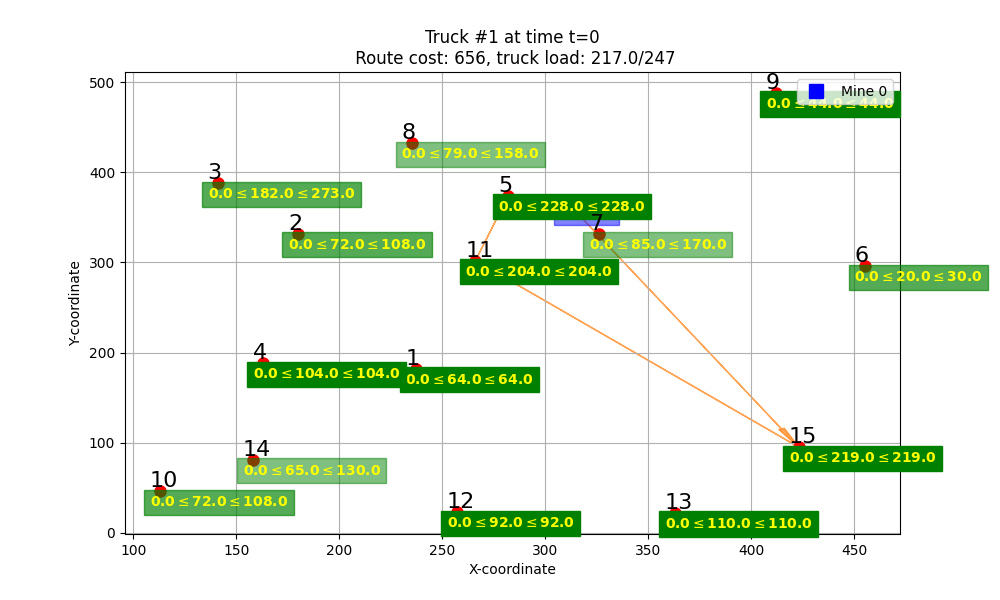 Truck #1 at time t=0
Route cost: 656, truck load: 217.0/247
500
400
300
200
100
0
Y-coordinate
9
Mine 0
0.0 ≤ 44.0 ≤ 44.0
8
0.0 ≤ 79.0 ≤ 158.0
3
0.0 ≤ 182.0 ≤ 273.0
5
0.0 ≤ 228.0 ≤ 228.0
2
0.0 ≤ 72.0 ≤ 108.0
7
0.0 ≤ 85.0 ≤ 170.0
11
0.0 ≤ 204.0 ≤ 204.0
6
0.0 ≤ 20.0 ≤ 30.0
4
0.0 ≤ 104.0 ≤ 104.0
1
0.0 ≤ 64.0 ≤ 64.0
15
0.0 ≤ 219.0 ≤ 219.0
14
0.0 ≤ 65.0 ≤ 130.0
10
0.0 ≤ 72.0 ≤ 108.0
12
0.0 ≤ 92.0 ≤ 92.0
13
0.0 ≤ 110.0 ≤ 110.0
100 150 200 250 300 350 400 450
X-coordinate